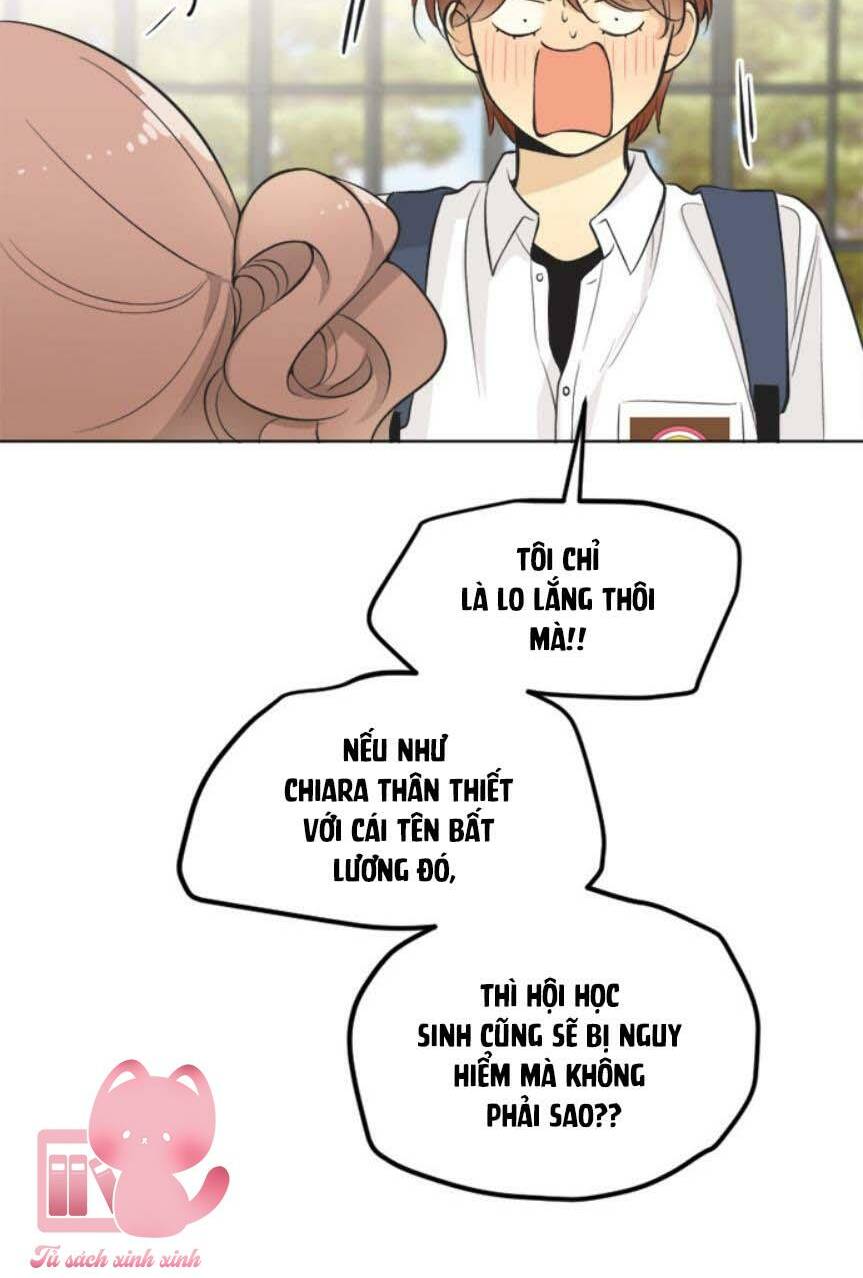 TÔI CHỈ
LÀ LO LẮNG THÔI
MÀ!!
NẾU NHƯ
CHIARA THÂN THIẾT
VỚI CÁI TÊN BẤT
LƯƠNG ĐÓ,
THÌ HỘI HỌC
SINH CŨNG SẼ BỊ NGUY
HIỂM MÀ KHÔNG
PHẢI SAO??
Tủ sách xinh xinh